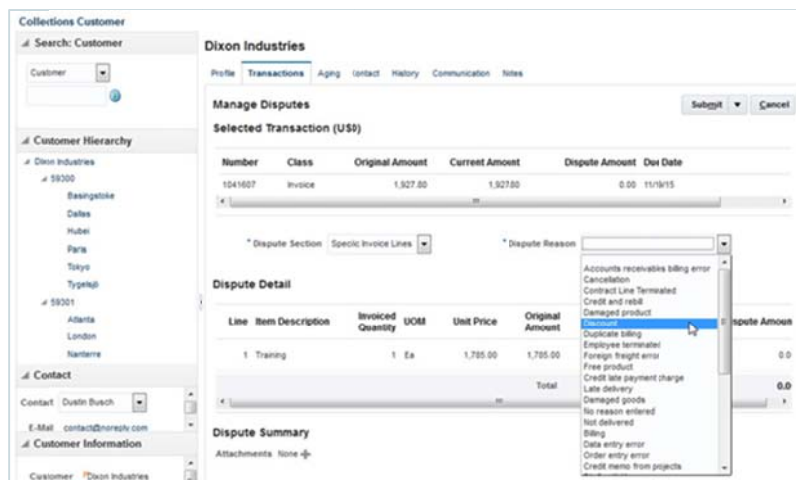 Collections Customer
Search: Customer
Customer
Customer Hierarchy
Dixon Industries
59300
Basingstoke
Dallas
Hubei
Paris
Tokyo
Tygelsjö
59301
Atlanta
London
Nanterre
Contact
Contact Dustin Busch
E-Mail contact@noreply.com
Customer Information
Customer Dixon Industries
Dixon Industries
Profile Transactions Aging Contact History Communication Notes
Manage Disputes
Submit Cancel
Selected Transaction (USD)
Number Class Original Amount Current Amount Dispute Amount Due Date
1041607 Invoice 1,927.80 1,927.80 0.00 11/19/15
* Dispute Section Specific Invoice Lines * Dispute Reason
Accounts receivables billing error
Cancellation
Contract Line Terminated
Credit and rebill
Damaged product
Discount
Duplicate billing
Employee terminated
Foreign freight error
Free product
Credit late payment charge
Late delivery
Damaged goods
No reason entered
Not delivered
Billing
Data entry error
Order entry error
Credit memo from projects
Dispute Detail
Line Item Description Invoiced Quantity UOM Unit Price Original Amount spute Amoun
1 Training 1 Ea 1,785.00 1,785.00 0.0
Total 0.0
Dispute Summary
Attachments None